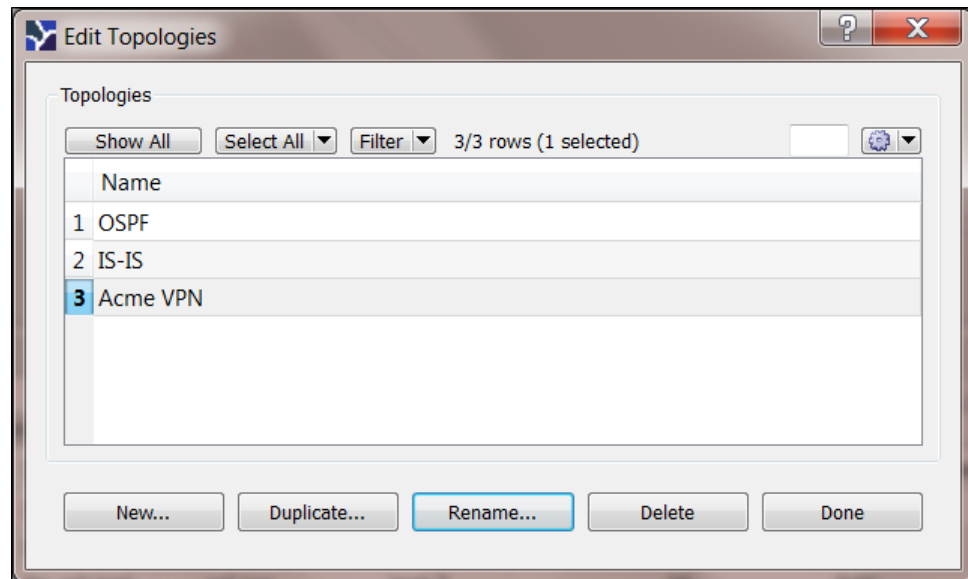 Edit Topologies
Topologies
Show All Select All Filter 3/3 rows (1 selected)
Name
1 OSPF
2 IS-IS
3 Acme VPN
New... Duplicate... Rename... Delete Done